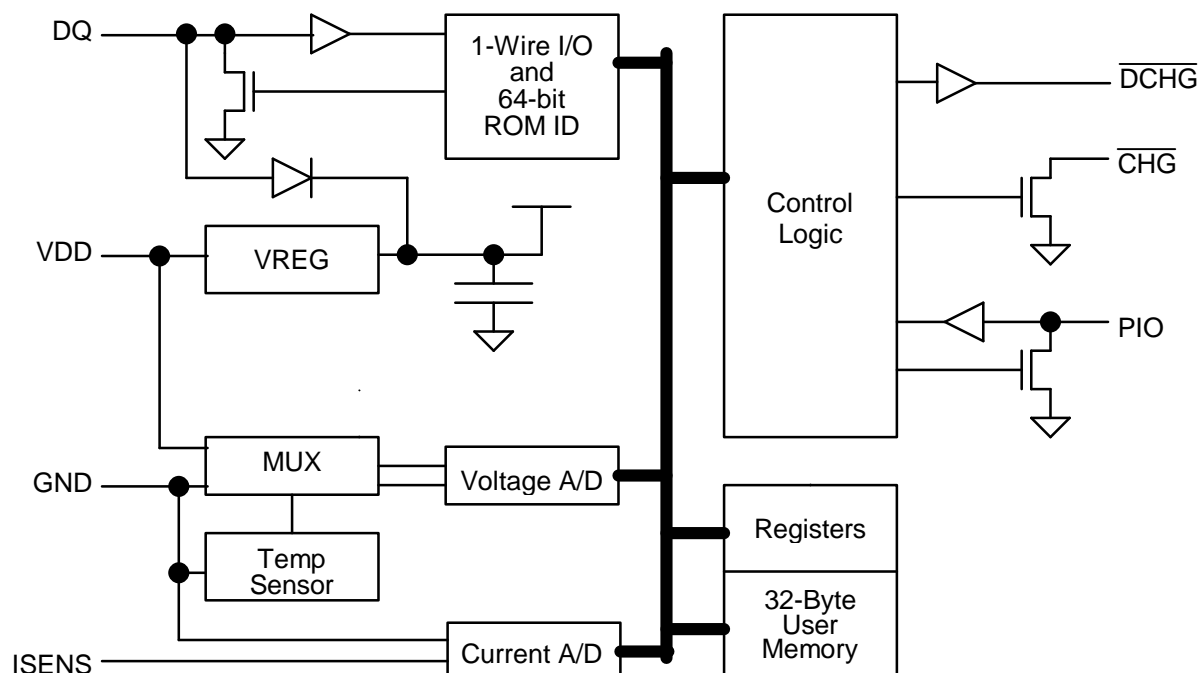 DQ
1-Wire I/O
and
64-bit
ROM ID
DCHG
CHG
Control
Logic
VDD
VREG
PIO
MUX
GND
Voltage A/D
Temp
Sensor
Registers
32-Byte
User
Memory
Current A/D
ISENS